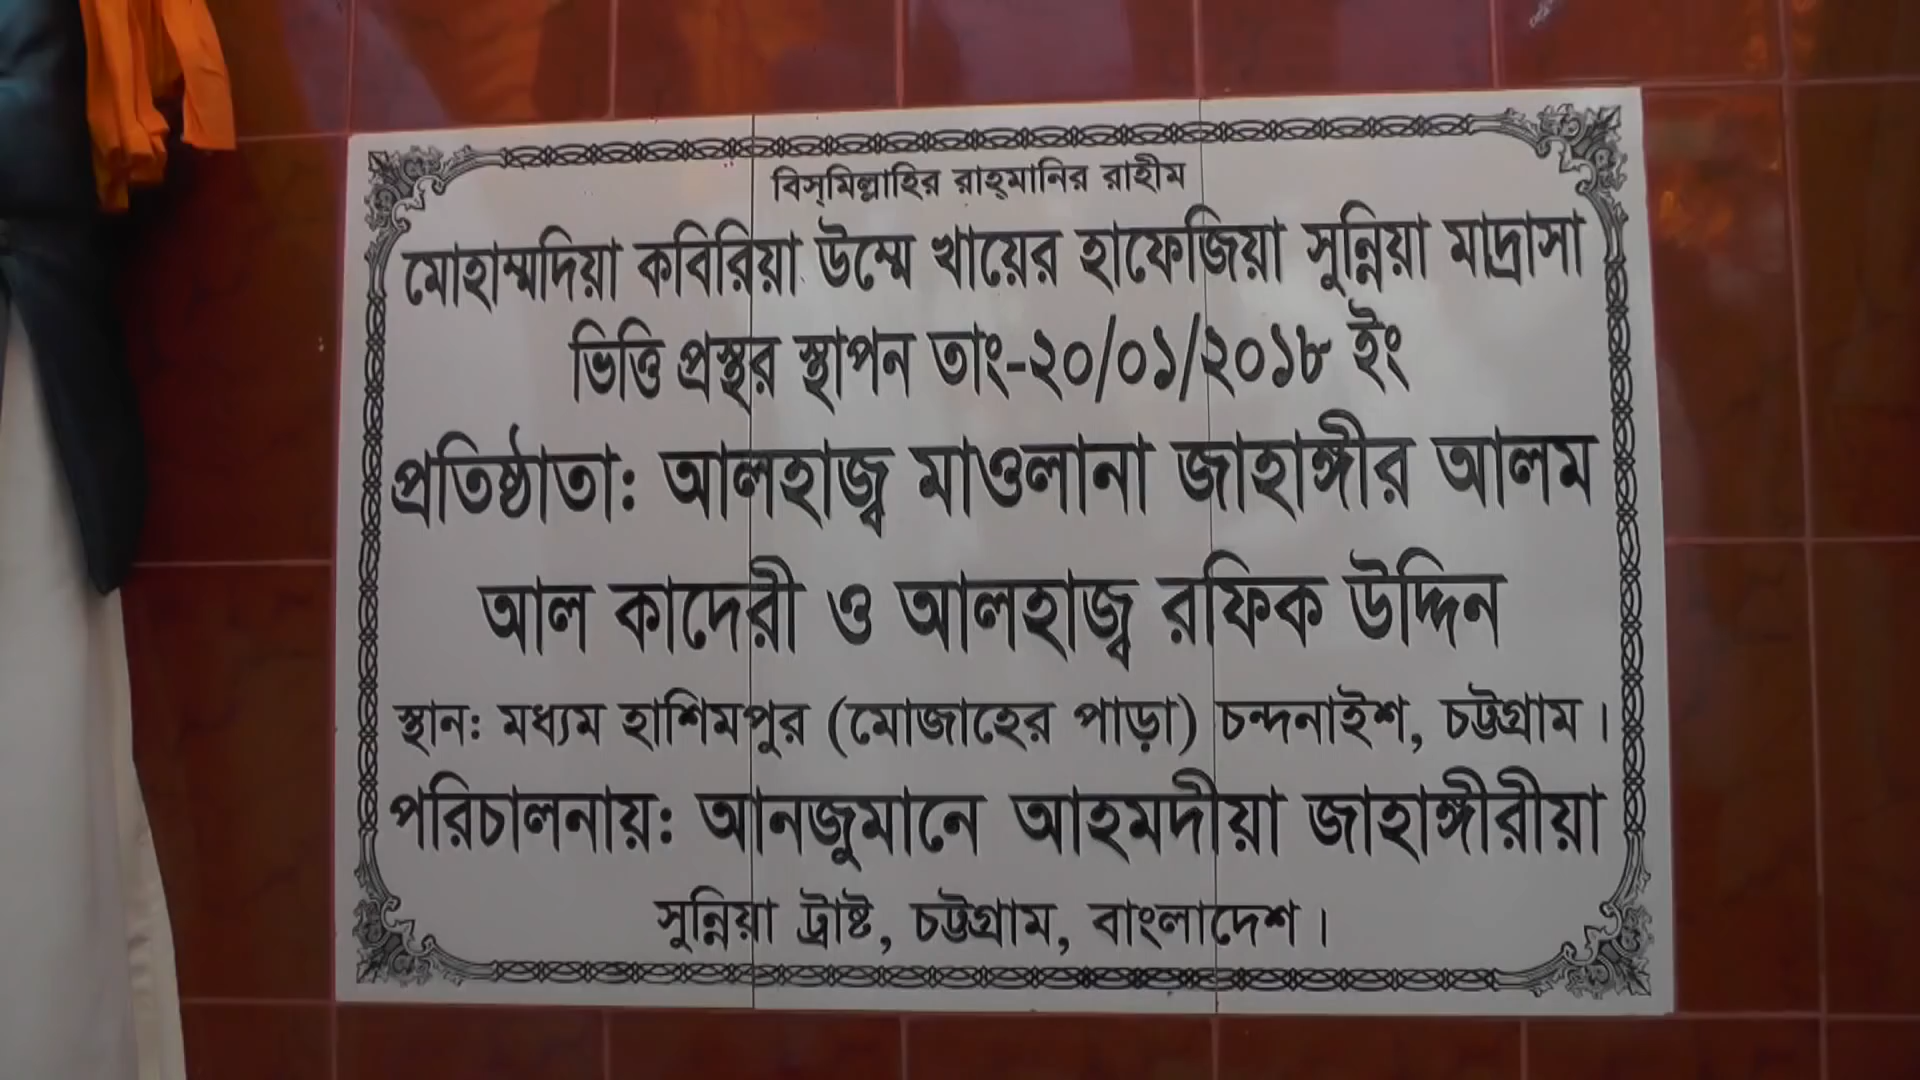 বিস্‌মিল্লাহির রাহ্‌মানির রাহীম
মোহাম্মদিয়া কবিরিয়া উম্মে খায়ের হাফেজিয়া সুন্নিয়া মাদ্রাসা
ভিত্তি প্রস্থর স্থাপন তাং-২০/০১/২০১৮ ইং
প্রতিষ্ঠাতা: আলহাজ্ব মাওলানা জাহাঙ্গীর আলম
আল কাদেরী ও আলহাজ্ব রফিক উদ্দিন
স্থান: মধ্যম হাশিমপুর (মোজাহের পাড়া) চন্দনাইশ, চট্টগ্রাম।
পরিচালনায়: আনজুমানে আহমদীয়া জাহাঙ্গীরীয়া
সুন্নিয়া ট্রাষ্ট, চট্টগ্রাম, বাংলাদেশ।